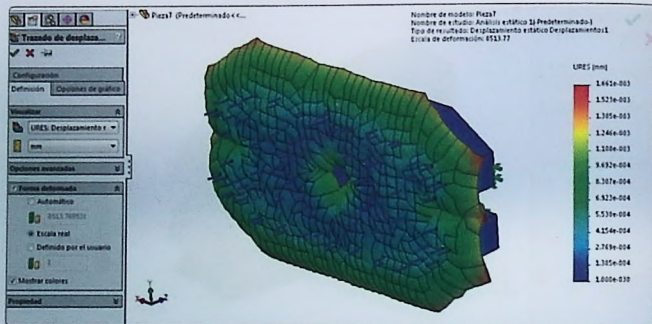 Pieza7 (Predeterminado<<...
Nombre de modelo: Pieza7
Nombre de estudio: Análisis estático 1(-Predeterminado-)
Tipo de resultado: Desplazamiento estático Desplazamientos1
Escala de deformación: 8513.77
Trazado de desplaza...
?
Configuración
Definición
Opciones de gráfico
Visualizar
URES: Desplazamiento r
mm
Opciones avanzadas
Forma deformada
Automático
Escala real
Definido por el usuario
1
Mostrar colores
Propiedad
URES (mm)
1.661e-003
1.523e-003
1.385e-003
1.246e-003
1.108e-003
9.692e-004
8.307e-004
6.923e-004
5.538e-004
4.154e-004
2.769e-004
1.385e-004
1.000e-030